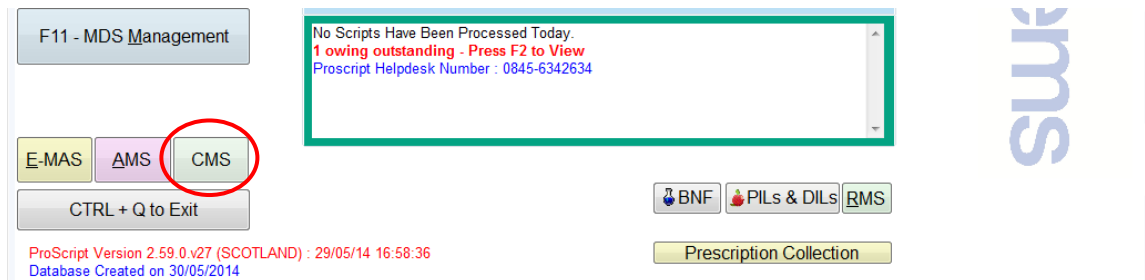 F11 - MDS Management
No Scripts Have Been Processed Today.
1 owing outstanding - Press F2 to View
Proscript Helpdesk Number : 0845-6342634
E-MAS
AMS
CMS
CTRL + Q to Exit
BNF
PILs & DILs
RMS
Prescription Collection
ProScript Version 2.59.0.v27 (SCOTLAND) : 29/05/14 16:58:36
Database Created on 30/05/2014